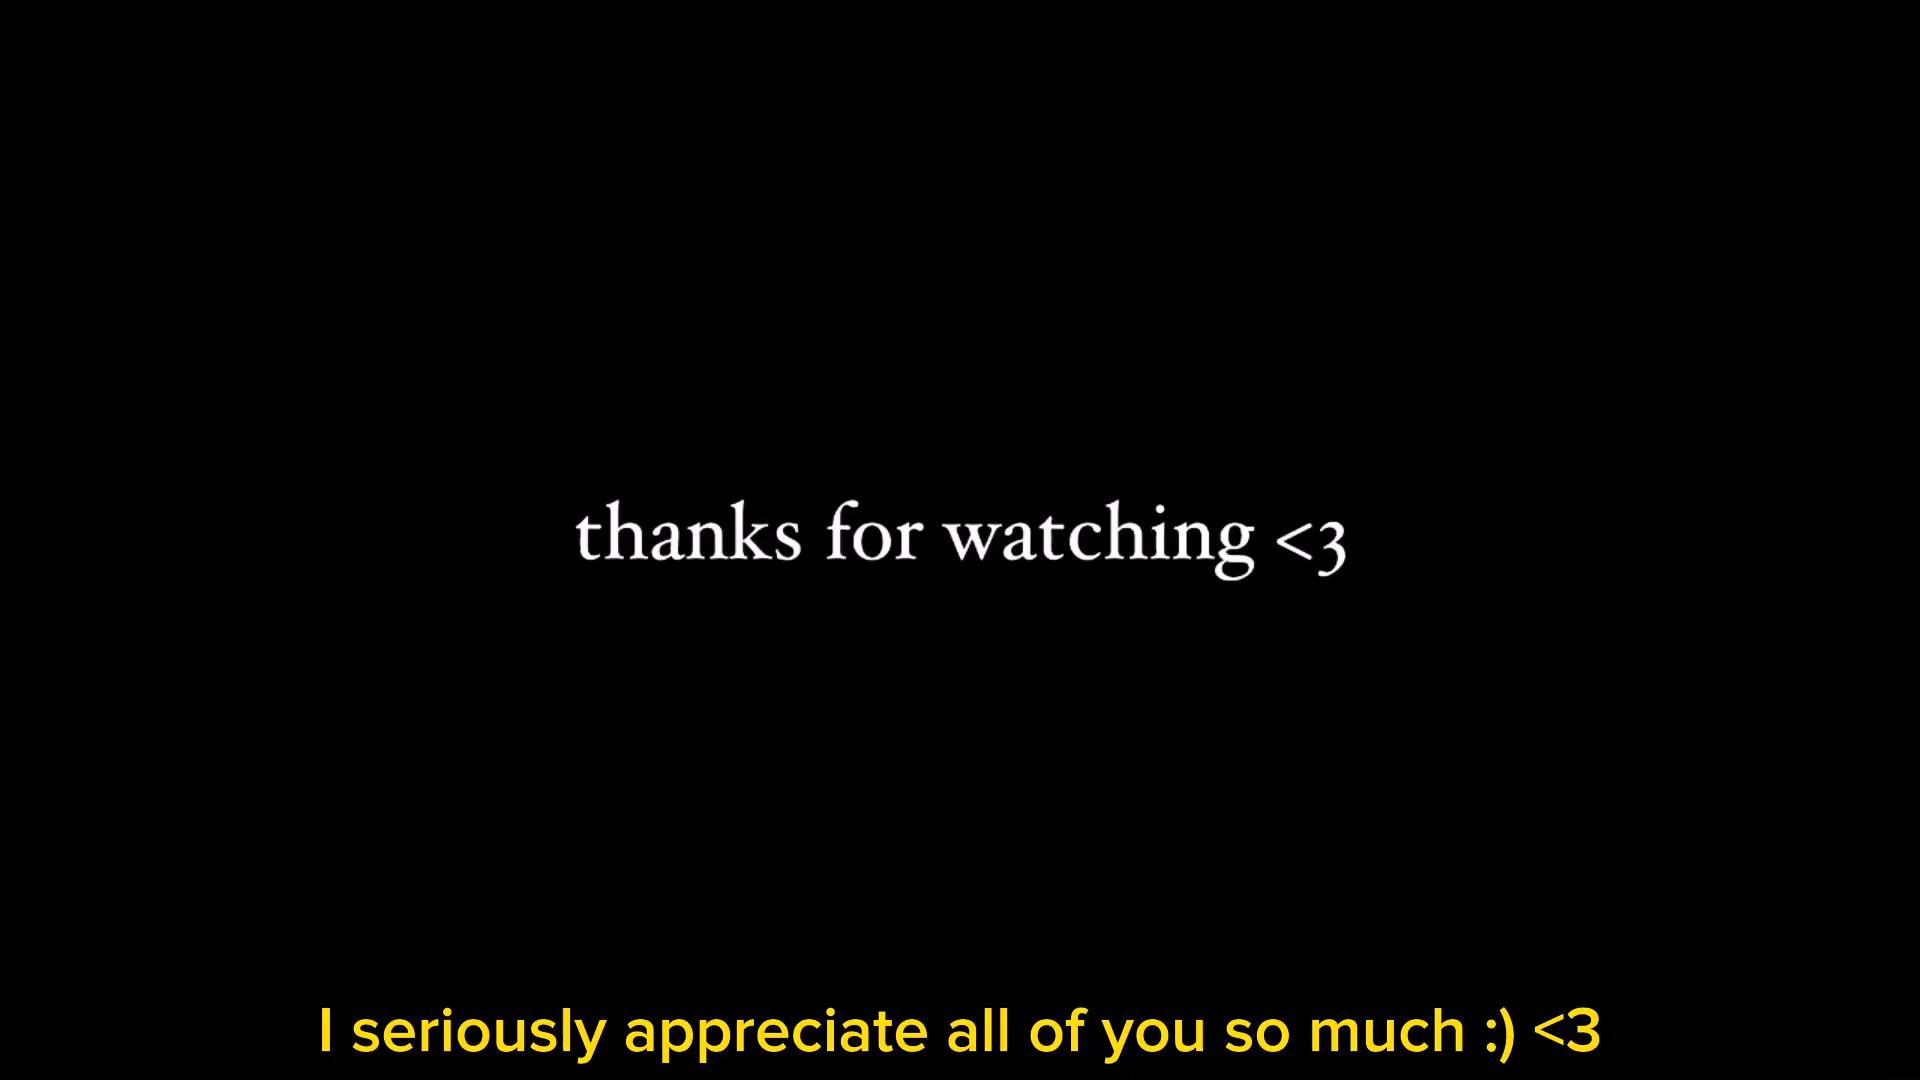 thanks for watching <3
I seriously appreciate all of you so much :) <3